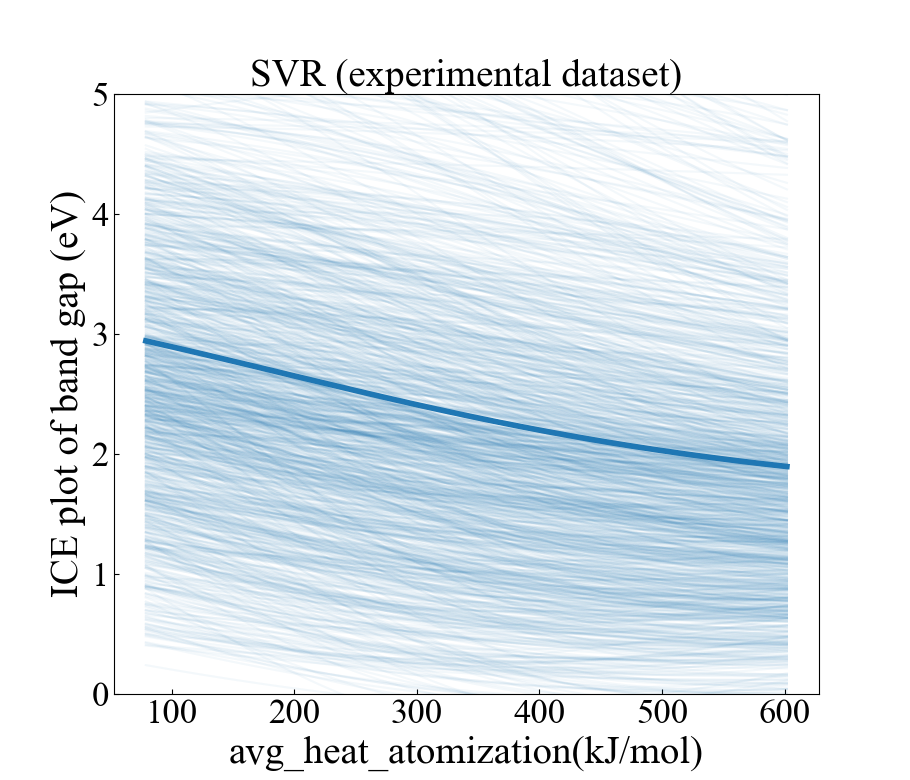 SVR (experimental dataset)
ICE plot of band gap (eV)
5
4
3
2
1
0
100 200 300 400 500 600
avg_heat_atomization(kJ/mol)